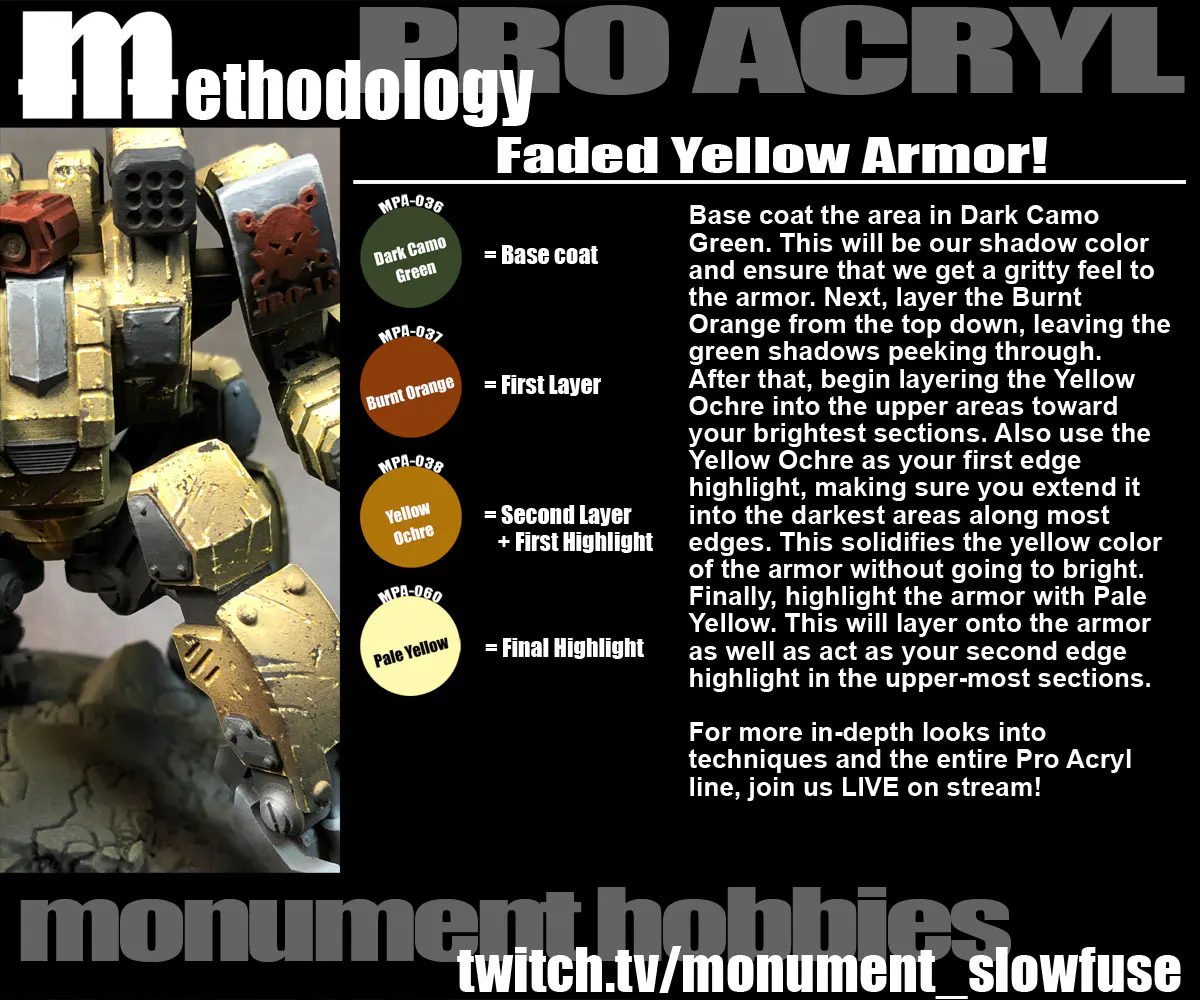 PRO ACRYL
methodology
Faded Yellow Armor!
MPA-036
Dark Camo
Green
= Base coat
MPA-037
Burnt Orange
= First Layer
MPA-038
Yellow
Ochre
= Second Layer
+ First Highlight
MPA-060
Pale Yellow
= Final Highlight
Base coat the area in Dark Camo
Green. This will be our shadow color
and ensure that we get a gritty feel to
the armor. Next, layer the Burnt
Orange from the top down, leaving the
green shadows peeking through.
After that, begin layering the Yellow
Ochre into the upper areas toward
your brightest sections. Also use the
Yellow Ochre as your first edge
highlight, making sure you extend it
into the darkest areas along most
edges. This solidifies the yellow color
of the armor without going to bright.
Finally, highlight the armor with Pale
Yellow. This will layer onto the armor
as well as act as your second edge
highlight in the upper-most sections.
For more in-depth looks into
techniques and the entire Pro Acryl
line, join us LIVE on stream!
monument hobbies
twitch.tv/monument_slowfuse